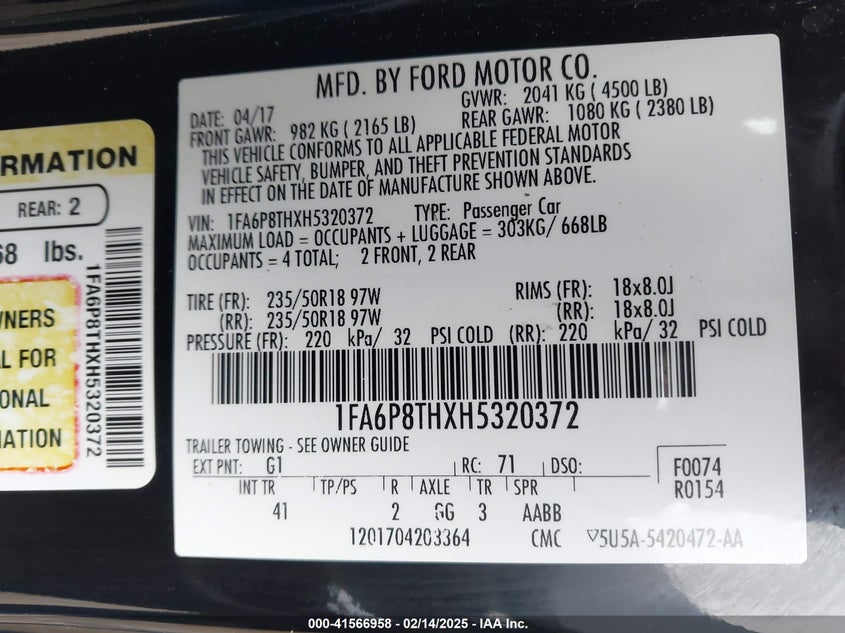 MFD. BY FORD MOTOR CO.
DATE: 04/17 GVWR: 2041 KG ( 4500 LB)
FRONT GAWR: 982 KG ( 2165 LB) REAR GAWR: 1080 KG ( 2380 LB)
THIS VEHICLE CONFORMS TO ALL APPLICABLE FEDERAL MOTOR
VEHICLE SAFETY, BUMPER, AND THEFT PREVENTION STANDARDS
IN EFFECT ON THE DATE OF MANUFACTURE SHOWN ABOVE.
VIN: 1FA6P8THXH5320372 TYPE: Passenger Car
MAXIMUM LOAD = OCCUPANTS + LUGGAGE = 303KG/ 668LB
OCCUPANTS = 4 TOTAL; 2 FRONT, 2 REAR
TIRE (FR): 235/50R18 97W RIMS (FR): 18x8.0J
(RR): 235/50R18 97W (RR): 18x8.0J
PRESSURE (FR): 220 kPa/ 32 PSI COLD (RR): 220 kPa/ 32 PSI COLD
1FA6P8THXH5320372
TRAILER TOWING - SEE OWNER GUIDE
EXT PNT: G1 RC: 71 DSO: F0074
INT TR TP/PS R AXLE TR SPR R0154
41 2 GG 3 AABB
1201704203364 CMC ▽5U5A-5420472-AA
RMATION
REAR: 2
68 lbs.
WNERS
AL FOR
ONAL
MATION
1FA6P8THXH5320372
000-41566958 - 02/14/2025 - IAA Inc.